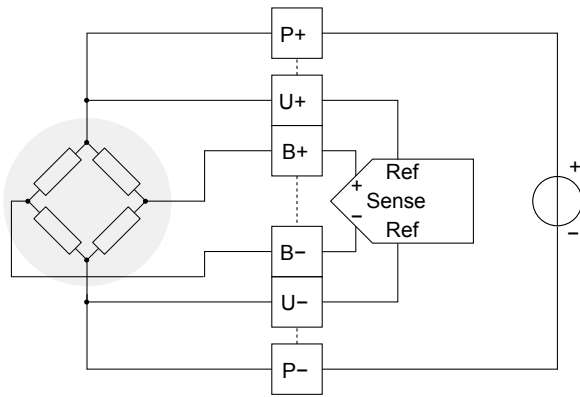 P+
U+
B+
+
Ref
Sense
−
Ref
B−
U−
P−
+
−